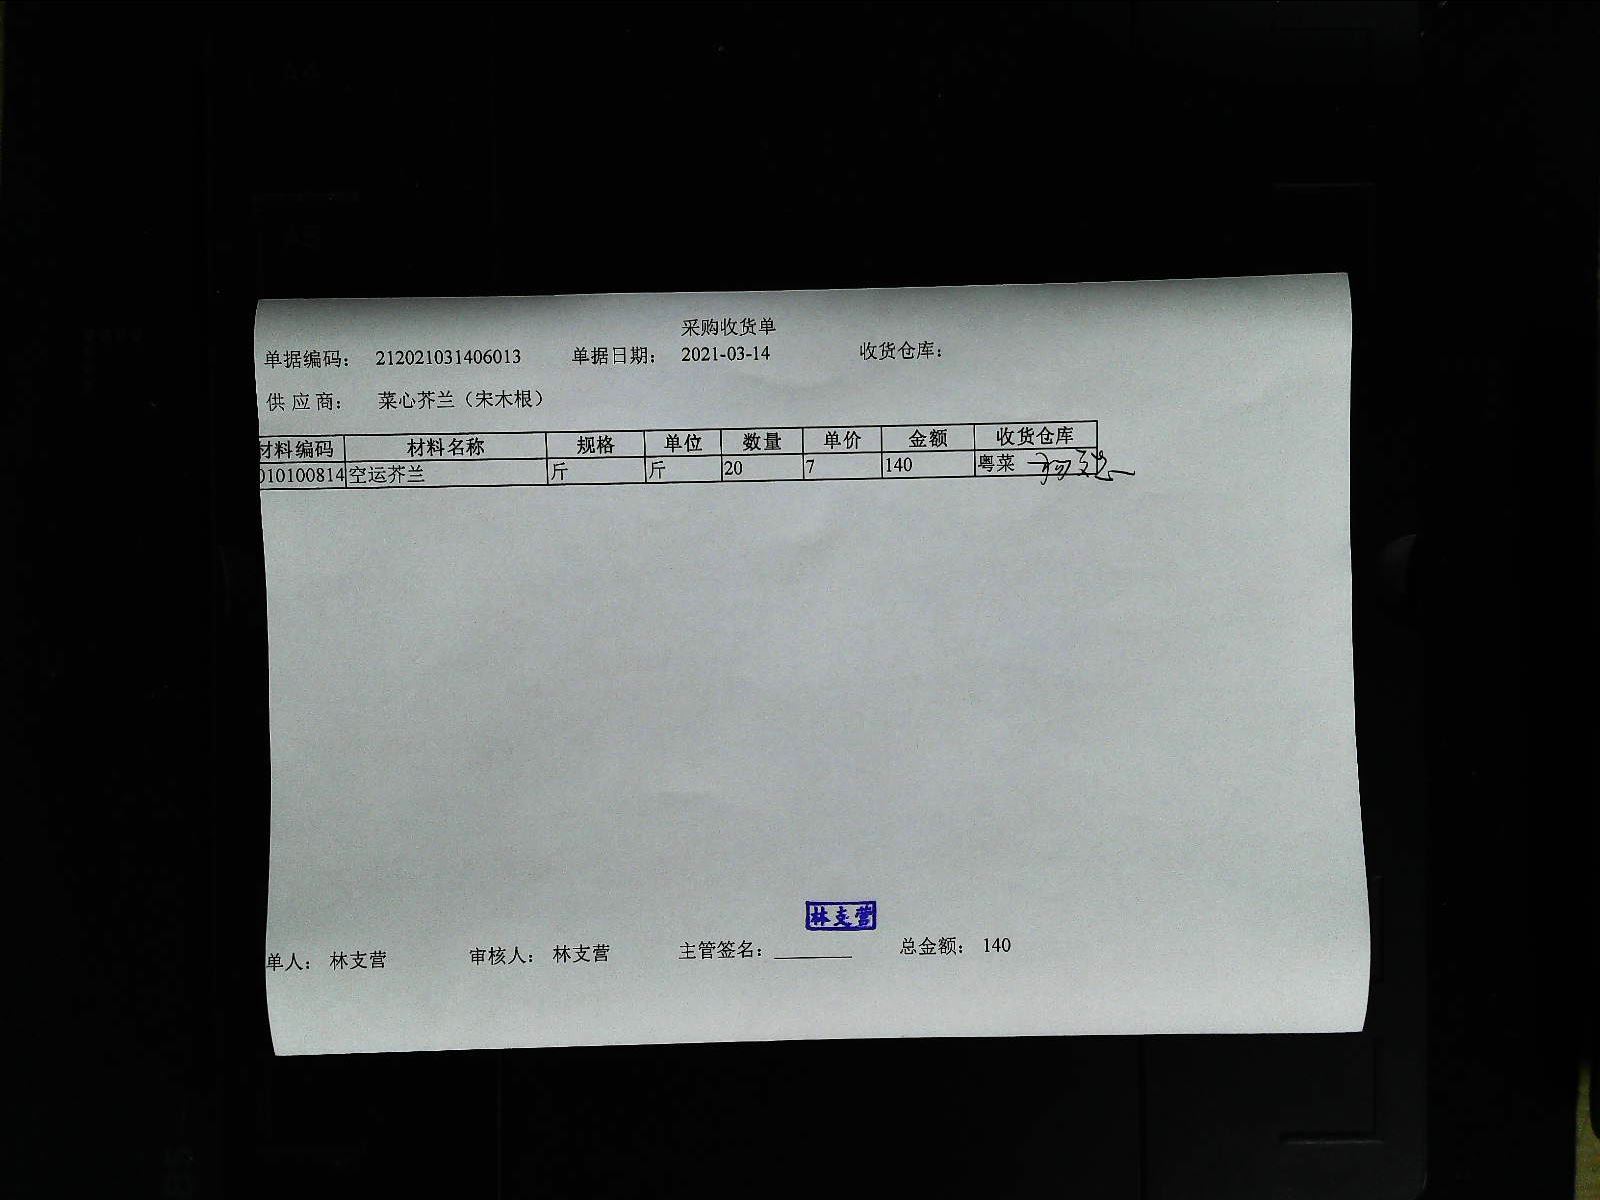 采购收货单
单据编码： 212021031406013 单据日期： 2021-03-14 收货仓库：
供 应 商： 菜心芥兰（宋木根）
材料编码 材料名称 规格 单位 数量 单价 金额 收货仓库
010100814 空运芥兰 斤 斤 20 7 140 粤菜
林支营
单人： 林支营 审核人： 林支营 主管签名：________ 总金额： 140